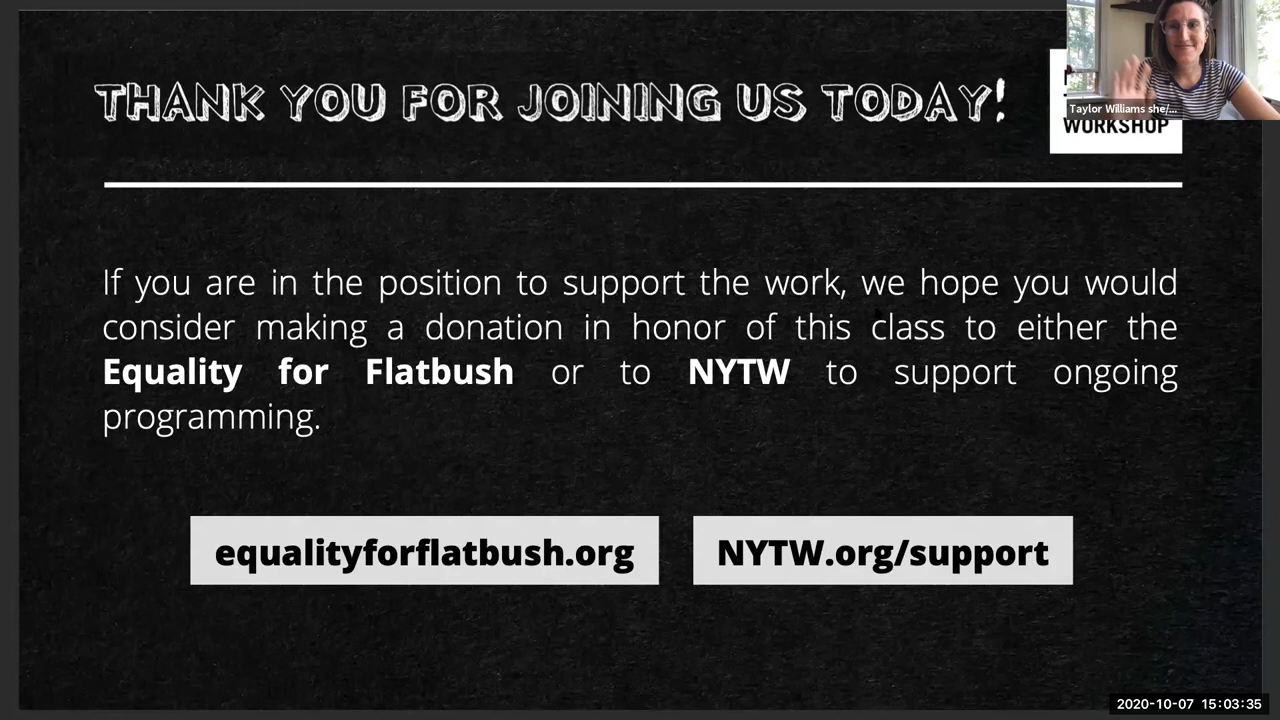 THANK YOU FOR JOINING US TODAY!
Taylor Williams she/...
WORKSHOP
If you are in the position to support the work, we hope you would
consider making a donation in honor of this class to either the
Equality for Flatbush or to NYTW to support ongoing
programming.
equalityforflatbush.org
NYTW.org/support
2020-10-07 15:03:35